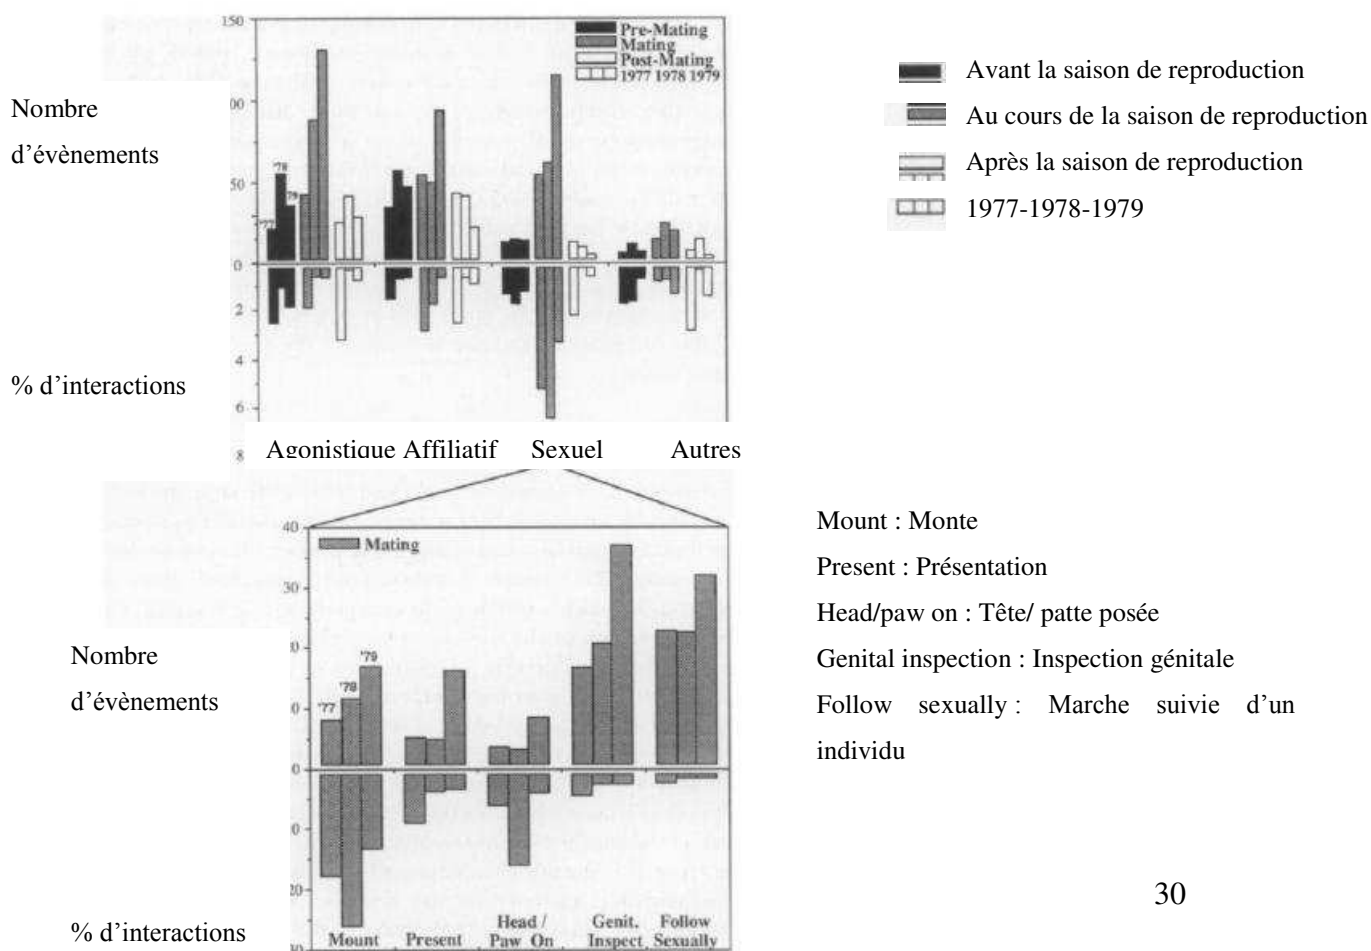 150
Pre-Mating
Mating
Post-Mating
1977 1978 1979
Nombre
d'évènements
00
50
'78
'79
0
2
4
6
8
% d'interactions
Agonistique Affiliatif Sexuel Autres
Avant la saison de reproduction
Au cours de la saison de reproduction
Après la saison de reproduction
1977-1978-1979
40
Mating
30
20
'77
'78
'79
Nombre
d'évènements
0
0
0
20
% d'interactions
Mount
Present
Head /
Paw On
Genit.
Inspect
Follow
Sexually
Mount : Monte
Present : Présentation
Head/paw on : Tête/ patte posée
Genital inspection : Inspection génitale
Follow sexually : Marche suivie d'un
individu
30